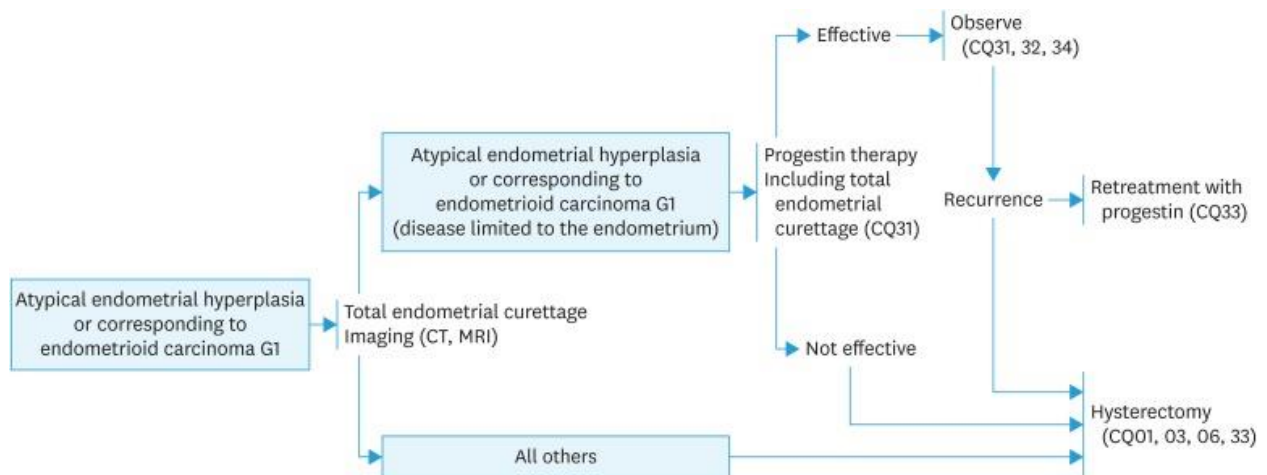 Atypical endometrial hyperplasia
or corresponding to
endometrioid carcinoma G1
Total endometrial curettage
Imaging (CT, MRI)
Atypical endometrial hyperplasia
or corresponding to
endometrioid carcinoma G1
(disease limited to the endometrium)
All others
Progestin therapy
Including total
endometrial
curettage (CQ31)
Effective
Not effective
Observe
(CQ31, 32, 34)
Recurrence
Retreatment with
progestin (CQ33)
Hysterectomy
(CQ01, 03, 06, 33)